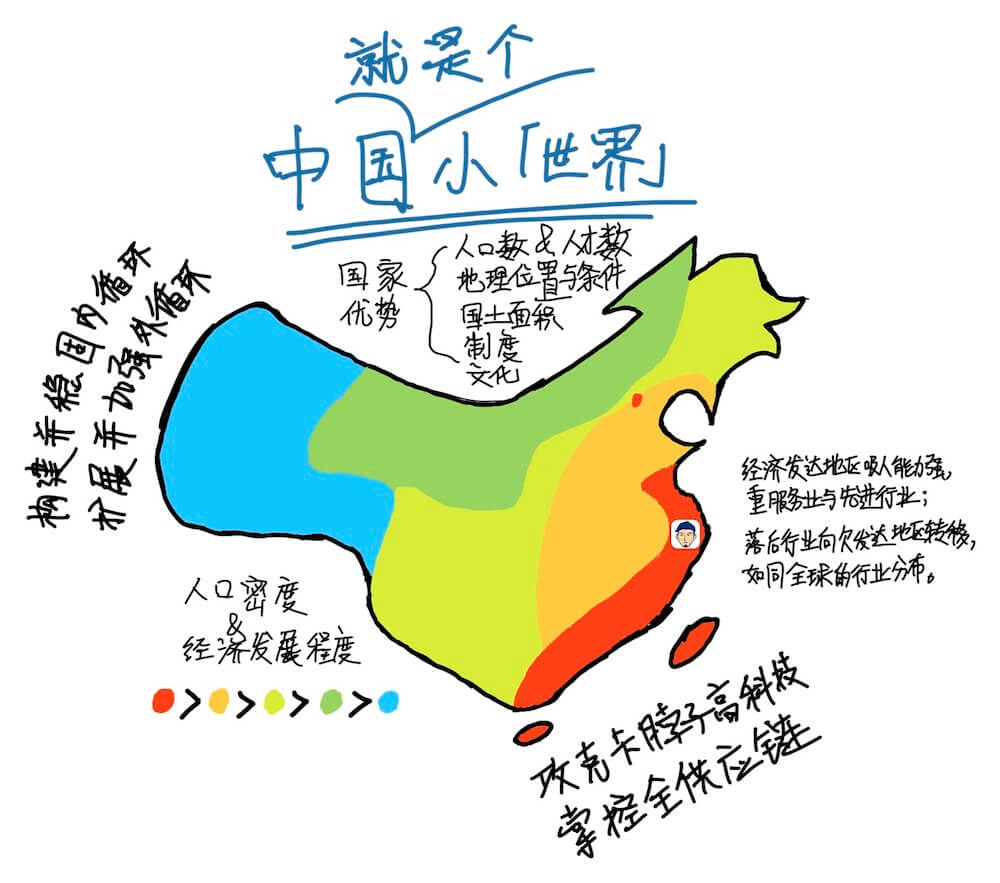 就是个
中国小「世界」
国家
优势
人口数 & 人才数
地理位置与条件
国土面积
制度
文化
构建并稳固内循环
扩展并加强外循环
经济发达地区吸人能力强,
重服务业与先进行业;
落后行业向欠发达地区转移,
如同全球的行业分布。
人口密度
&
经济发展程度
> > > >
攻克卡脖子高科技
掌控全供应链